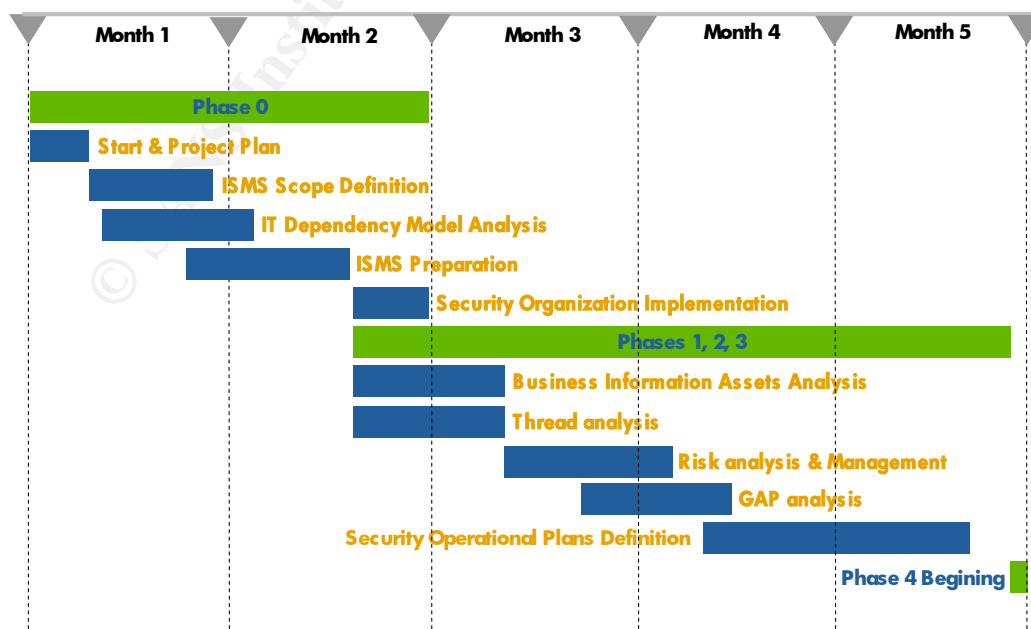 Month 1
Month 2
Month 3
Month 4
Month 5
Phase 0
Start & Project Plan
ISMS Scope Definition
IT Dependency Model Analysis
ISMS Preparation
Security Organization Implementation
Phases 1, 2, 3
Business Information Assets Analysis
Thread analysis
Risk analysis & Management
GAP analysis
Security Operational Plans Definition
Phase 4 Begining
© SANS Institu